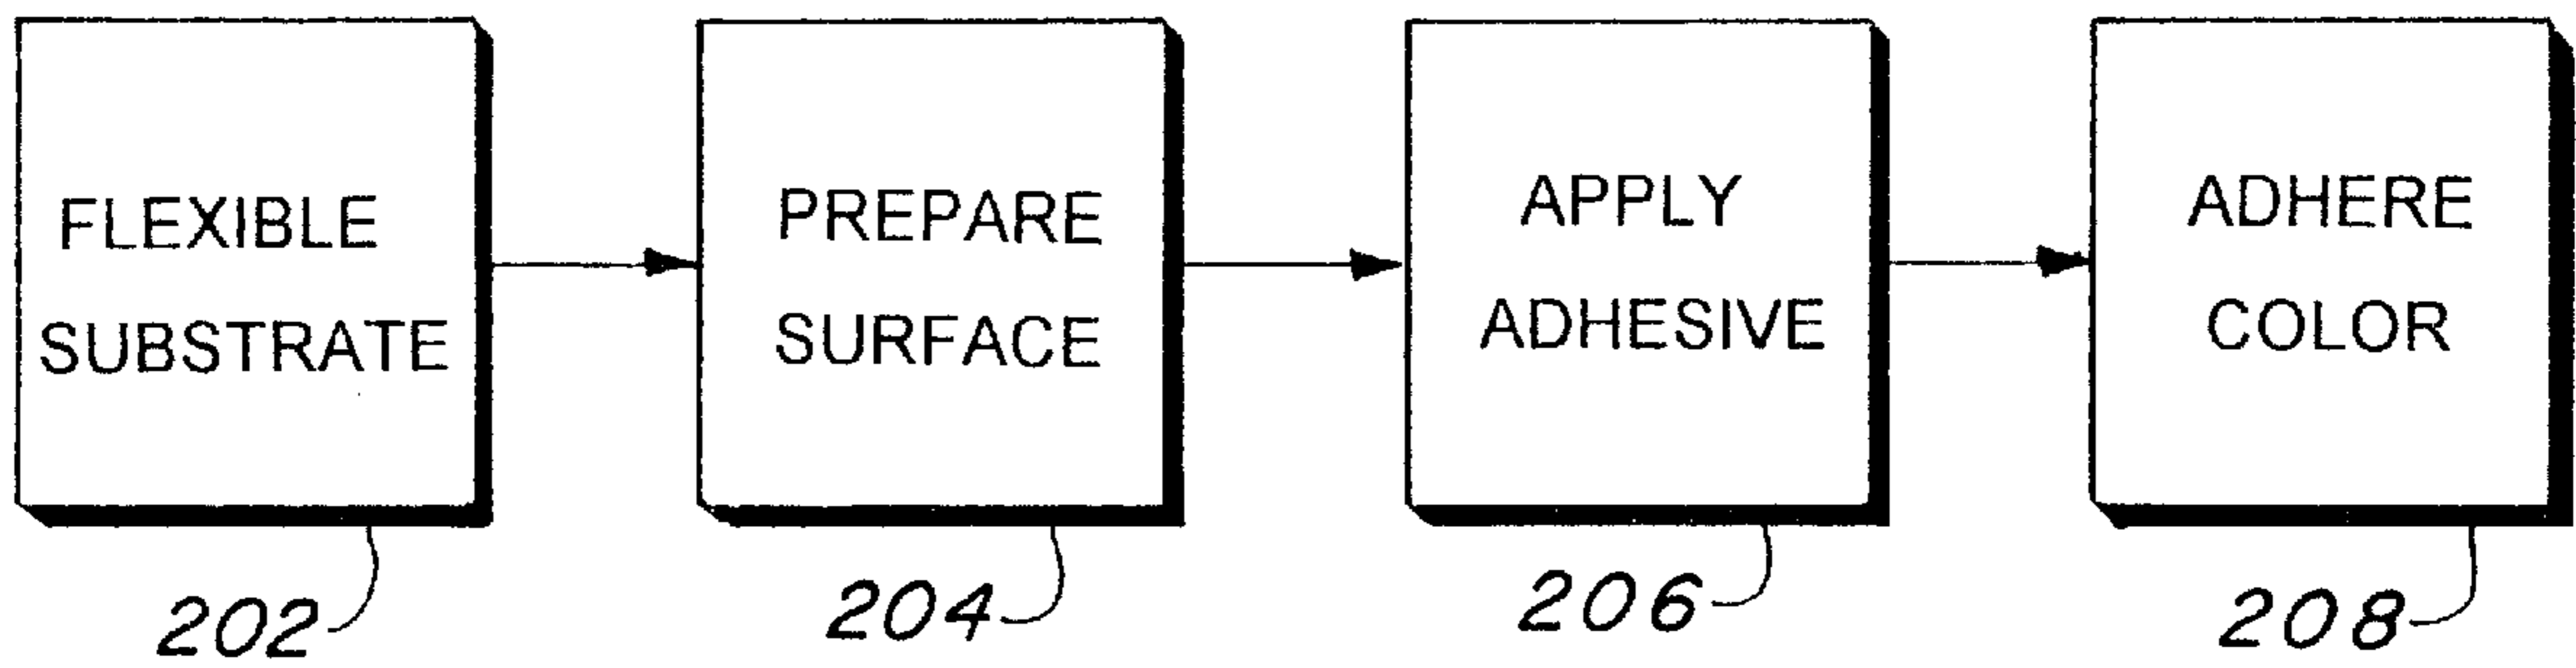 FLEXIBLE
SUBSTRATE
PREPARE
SURFACE
APPLY
ADHESIVE
ADHERE
COLOR
202
204
206
208